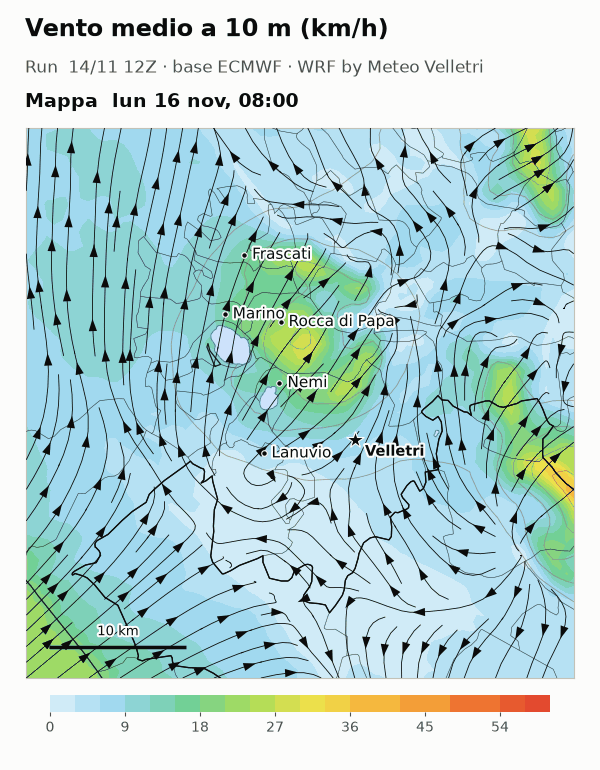 Vento medio a 10 m (km/h)
Run  14/11 12Z · base ECMWF · WRF by Meteo Velletri
Mappa  lun 16 nov, 08:00
Frascati
Marino
Rocca di Papa
Nemi
Velletri
Lanuvio
10 km
0 9 18 27 36 45 54